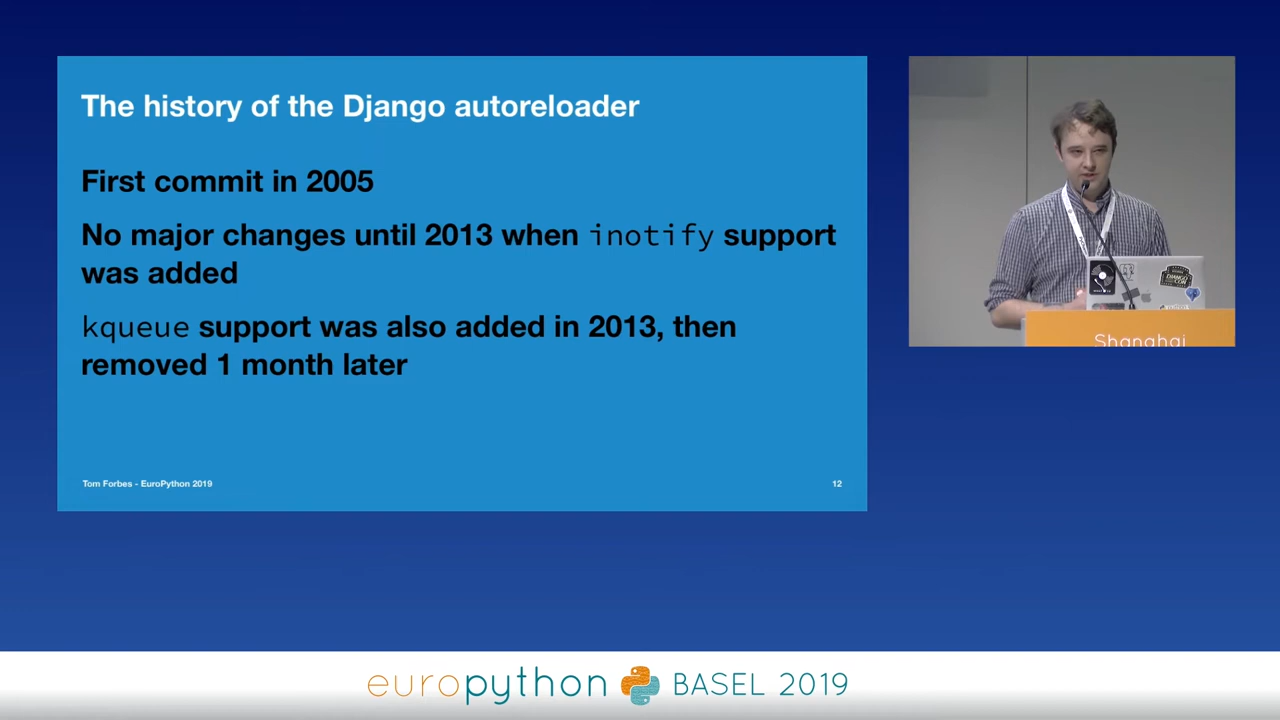 The history of the Django autoreloader
First commit in 2005
No major changes until 2013 when inotify support
was added
kqueue support was also added in 2013, then
removed 1 month later
Tom Forbes - EuroPython 2019
12
Shanghai
europython BASEL 2019